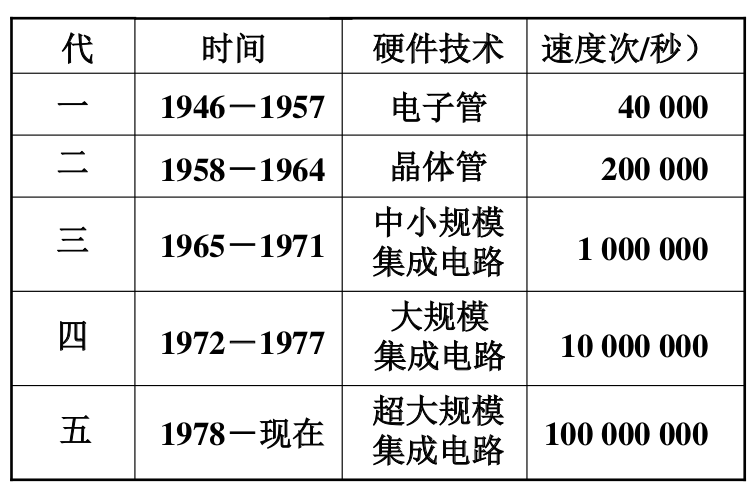 代 时间 硬件技术 速度次/秒）
一 1946－1957 电子管 40 000
二 1958－1964 晶体管 200 000
三 1965－1971 中小规模
集成电路 1 000 000
四 1972－1977 大规模
集成电路 10 000 000
五 1978－现在 超大规模
集成电路 100 000 000